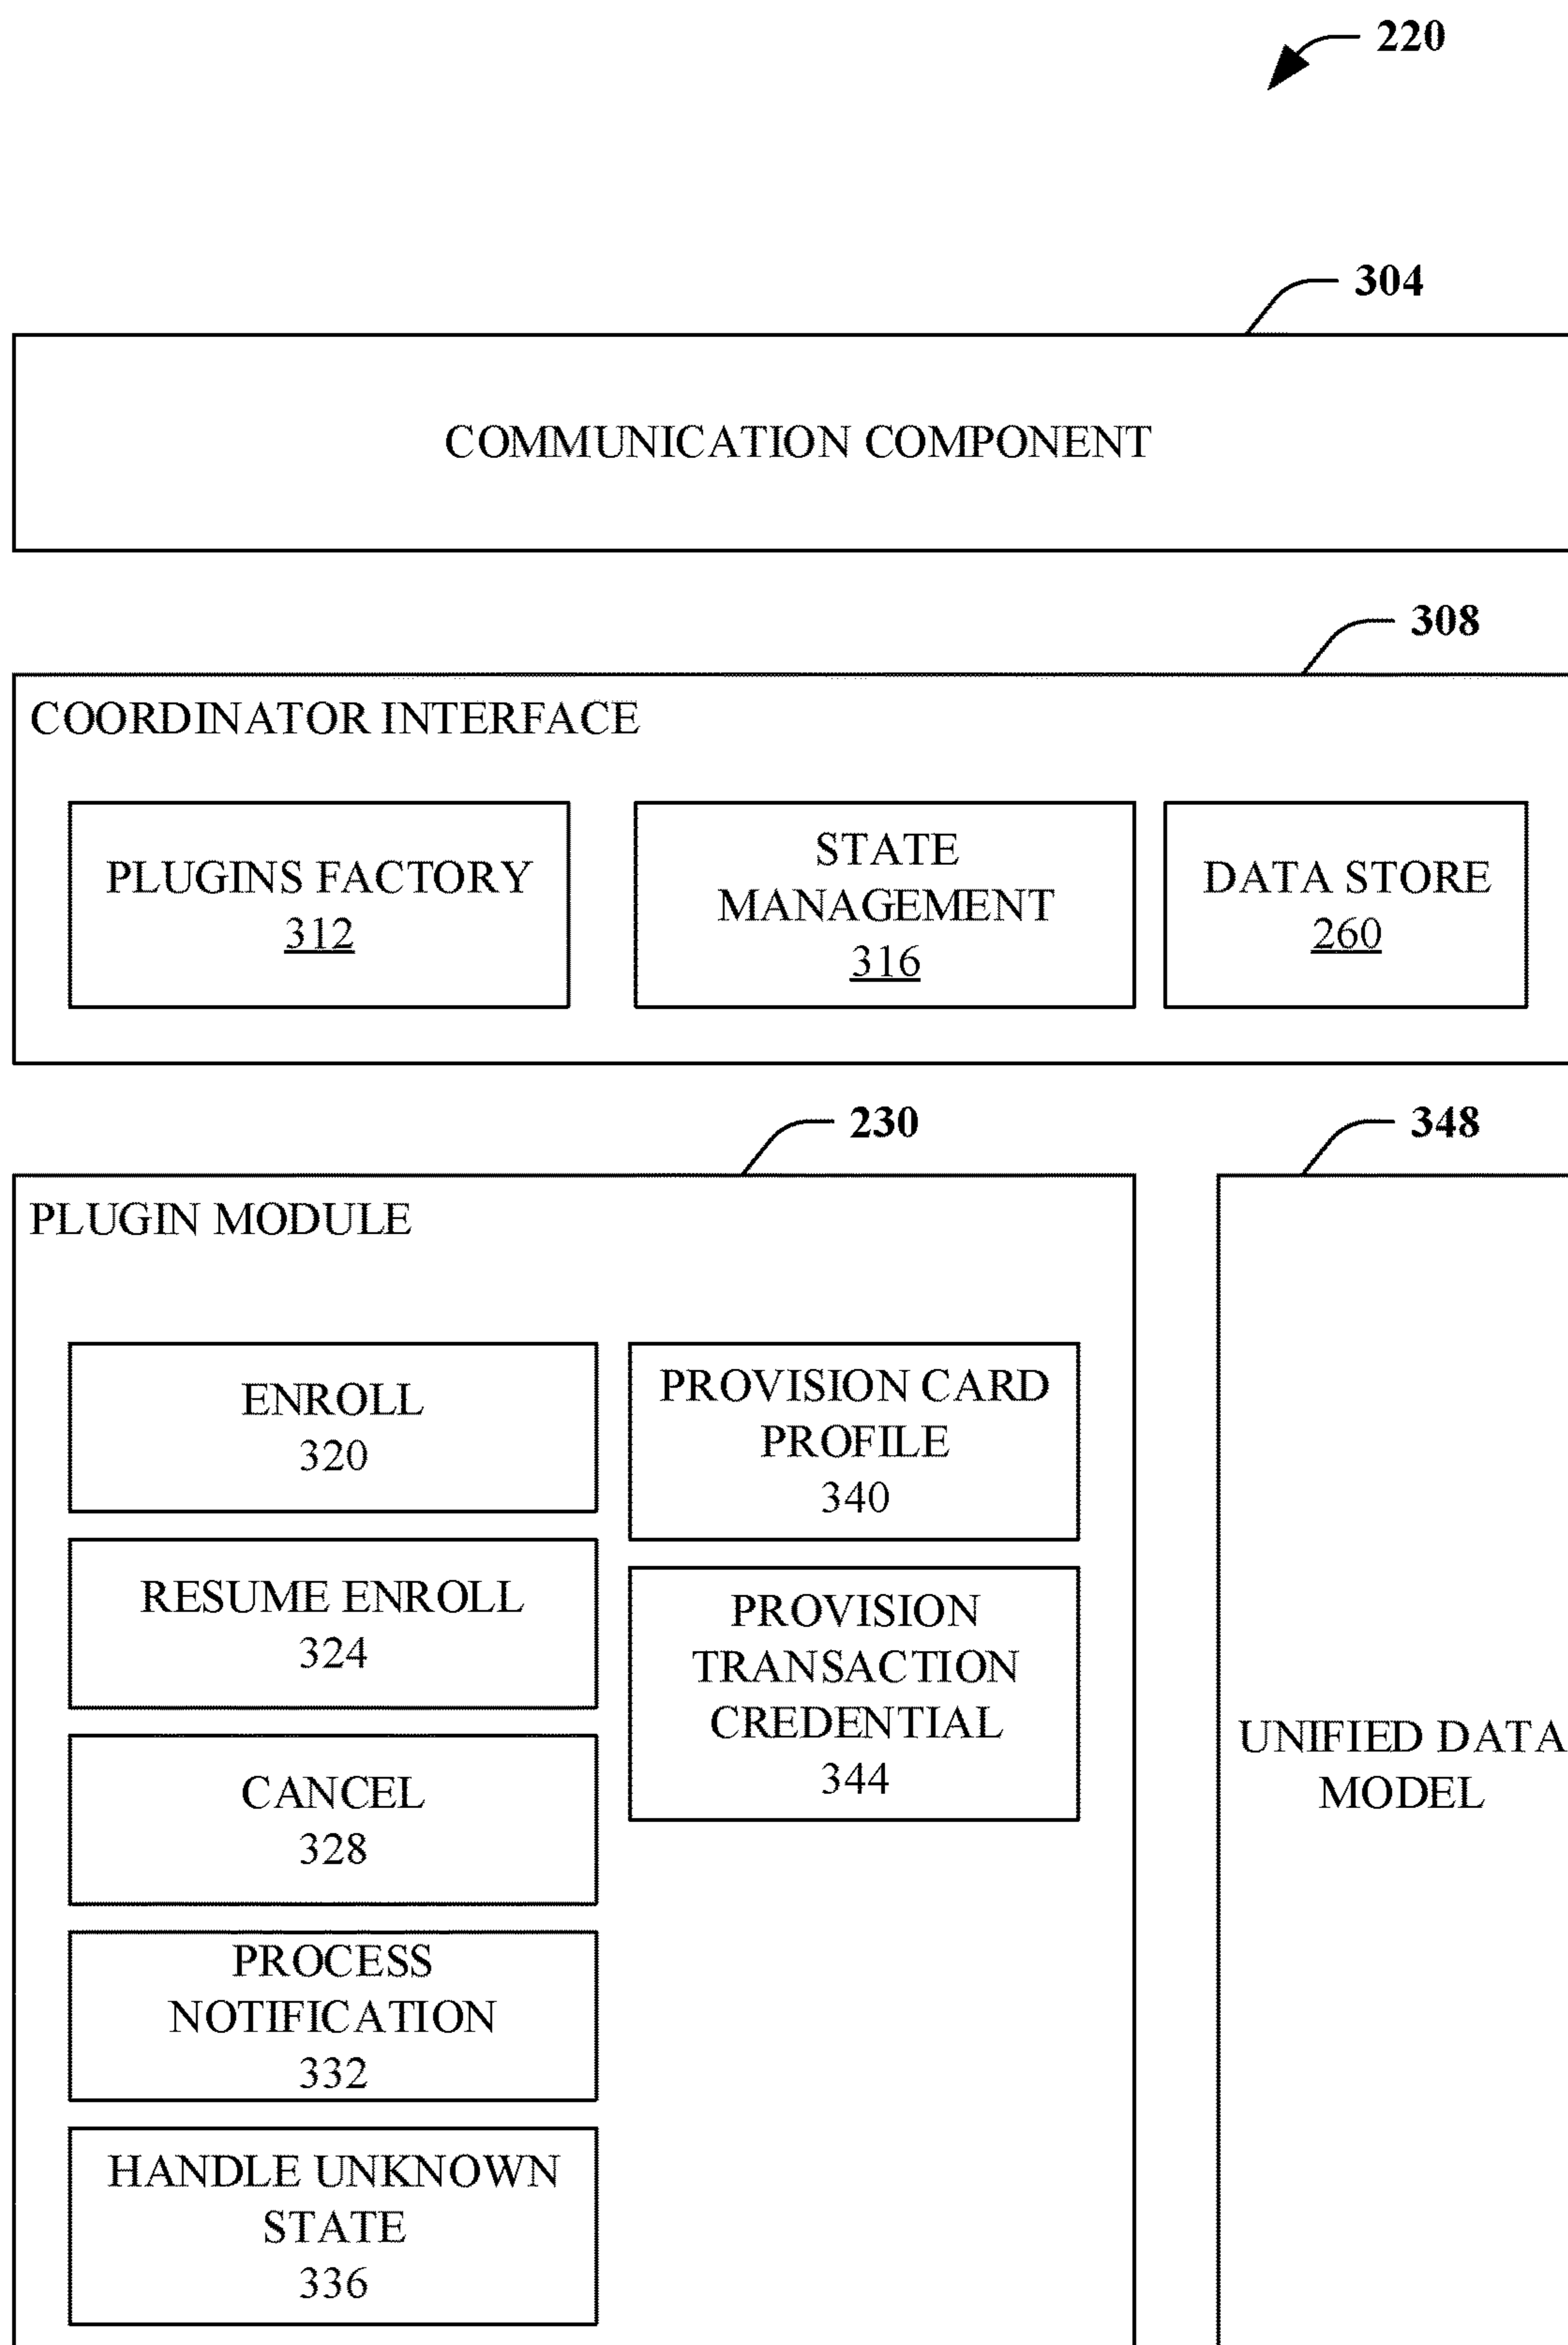 220
304
COMMUNICATION COMPONENT
308
COORDINATOR INTERFACE
PLUGINS FACTORY
312
STATE
MANAGEMENT
316
DATA STORE
260
230
348
PLUGIN MODULE
ENROLL
320
RESUME ENROLL
324
CANCEL
328
PROCESS
NOTIFICATION
332
HANDLE UNKNOWN
STATE
336
PROVISION CARD
PROFILE
340
PROVISION
TRANSACTION
CREDENTIAL
344
UNIFIED DATA
MODEL